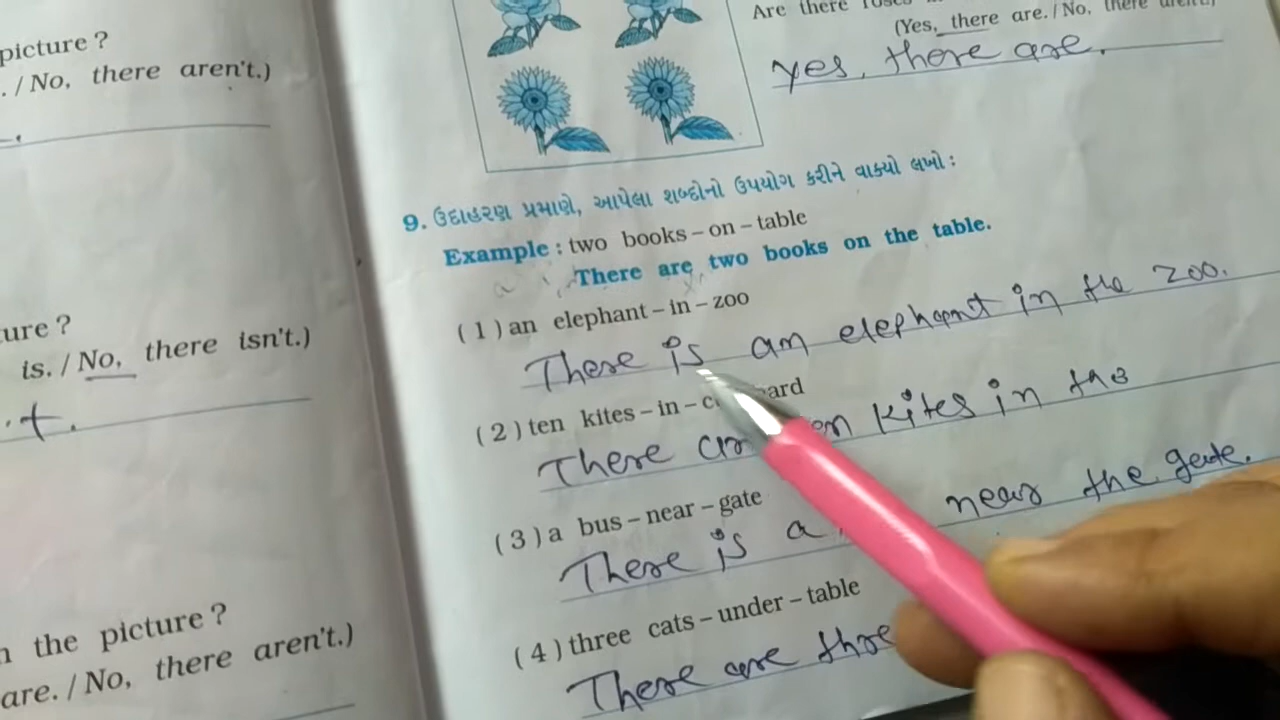 picture ?
. / No, there aren't.)
ture ?
is. / No, there isn't.)
t.
n the picture ?
are. / No, there aren't.)
Are there
(Yes, there are. / No, there aren't.)
Yes, there are.
9. ઉદાહરણ પ્રમાણે, આપેલા શબ્દોનો ઉપયોગ કરીને વાક્યો લખો :
Example : two books – on – table
There are two books on the table.
( 1 ) an elephant – in – zoo
There is an elephant in the zoo.
( 2 ) ten kites – in –
There kites in the
( 3 ) a bus – near – gate
There is a near the gate.
( 4 ) three cats – under – table
There are